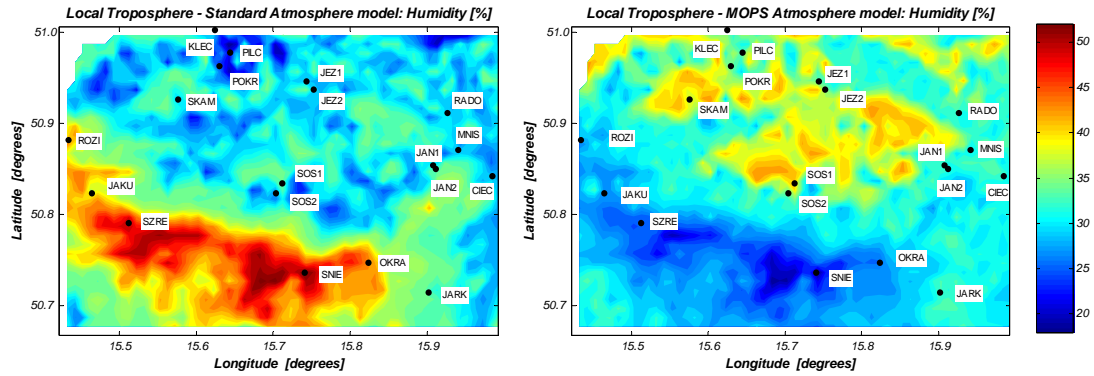 Local Troposphere - Standard Atmosphere model: Humidity [%]
Local Troposphere - MOPS Atmosphere model: Humidity [%]
51.0
50.9
50.8
50.7
Latitude [degrees]
KLEC
PILC
POKR
JEZ1
JEZ2
SKAM
RADO
ROZI
MNIS
JAN1
JAN2
CIEC
SOS1
SOS2
JAKU
SZRE
OKRA
SNIE
JARK
15.5
15.6
15.7
15.8
15.9
Longitude [degrees]
51.0
50.9
50.8
50.7
Latitude [degrees]
KLEC
PILC
POKR
JEZ1
JEZ2
SKAM
RADO
ROZI
MNIS
JAN1
JAN2
CIEC
SOS1
SOS2
JAKU
SZRE
OKRA
SNIE
JARK
15.5
15.6
15.7
15.8
15.9
Longitude [degrees]
50
45
40
35
30
25
20